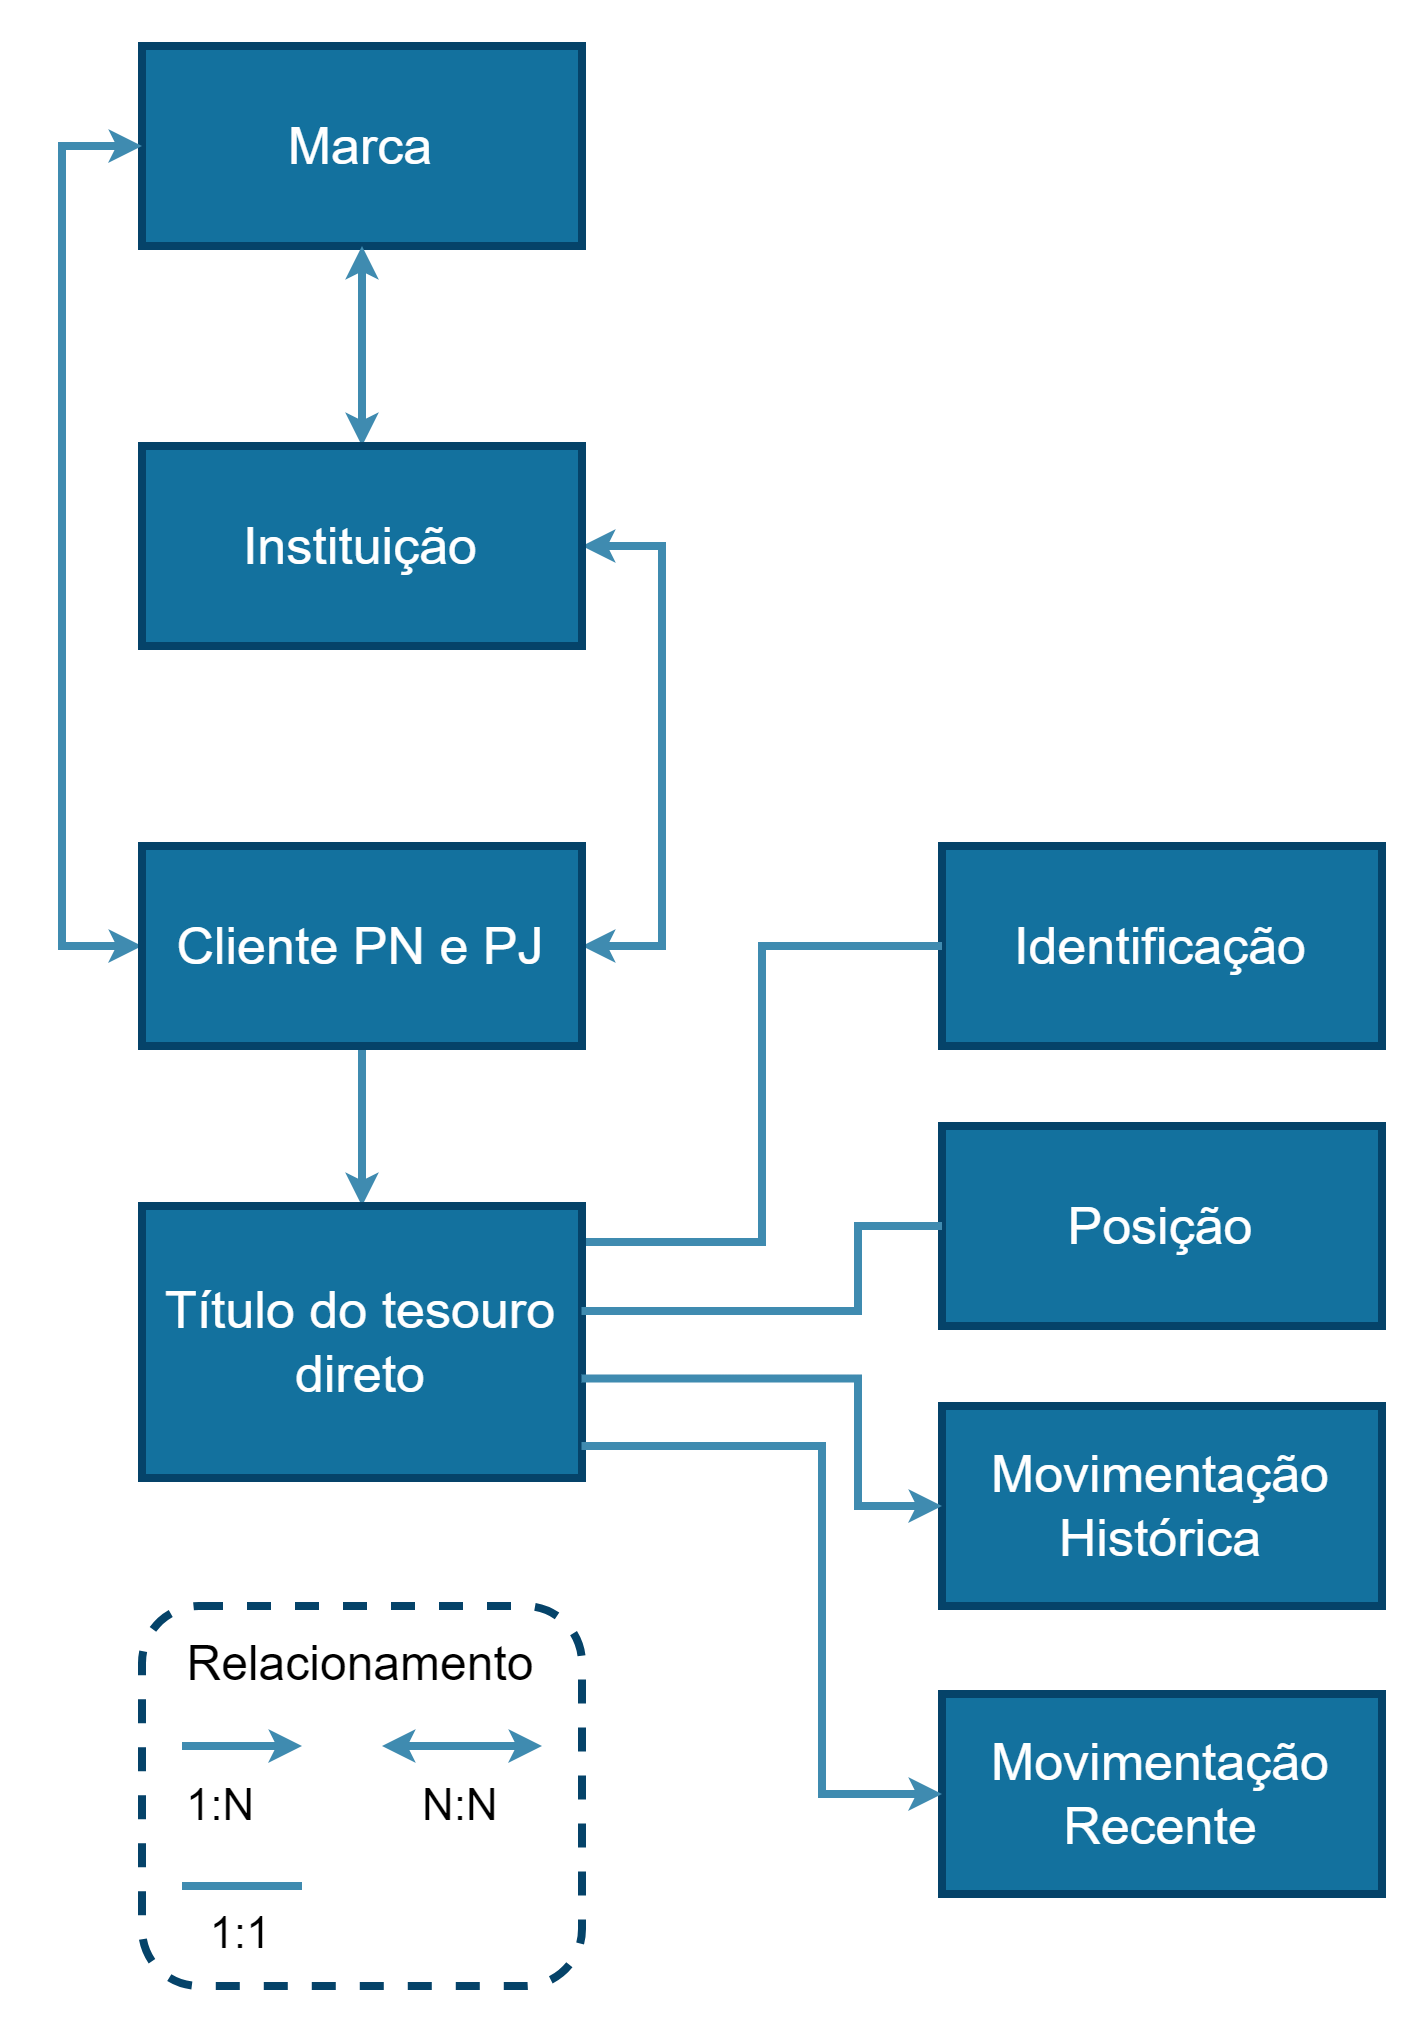 Marca
Instituição
Cliente PN e PJ
Identificação
Posição
Título do tesouro
direto
Movimentação
Histórica
Movimentação
Recente
Relacionamento
1:N
N:N
1:1